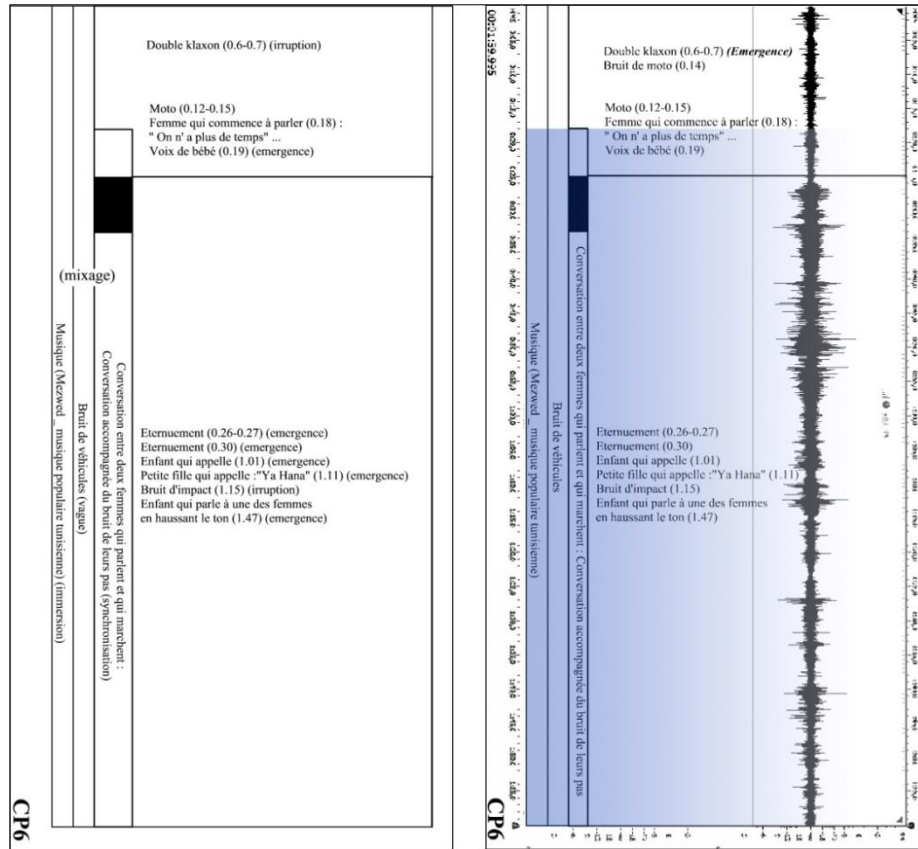 Double klaxon (0.6-0.7) (irruption)
Moto (0.12-0.15)
Femme qui commence à parler (0.18) :
" On n' a plus de temps" ...
Voix de bébé (0.19) (emergence)
(mixage)
Eternuement (0.26-0.27) (emergence)
Eternuement (0.30) (emergence)
Enfant qui appelle (1.01) (emergence)
Petite fille qui appelle :"Ya Hana" (1.11) (emergence)
Bruit d'impact (1.15) (irruption)
Enfant qui parle à une des femmes
en haussant le ton (1.47) (emergence)
Conversation entre deux femmes qui parlent et qui marchent :
Conversation accompagnée du bruit de leurs pas (synchronisation)
Bruit de véhicules (vague)
Musique (Mezwed _ musique populaire tunisienne) (immersion)
CP6
00:01:59.995
Double klaxon (0.6-0.7) (Emergence)
Bruit de moto (0.14)
Moto (0.12-0.15)
Femme qui commence à parler (0.18) :
" On n' a plus de temps" ...
Voix de bébé (0.19)
Eternuement (0.26-0.27)
Eternuement (0.30)
Enfant qui appelle (1.01)
Petite fille qui appelle :"Ya Hana" (1.11)
Bruit d'impact (1.15)
Enfant qui parle à une des femmes
en haussant le ton (1.47)
Conversation entre deux femmes qui parlent et qui marchent : Conversation accompagnée du bruit de leurs pas
Bruit de véhicules
Musique (Mezwed _ musique populaire tunisienne)
CP6